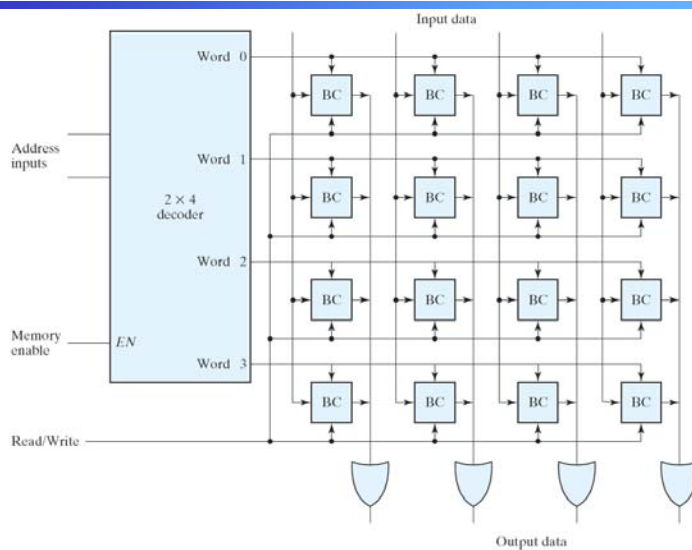 Input data
Word 0
BC BC BC BC
Address
inputs
Word 1
2 × 4
decoder
BC BC BC BC
Word 2
BC BC BC BC
Memory
enable
EN
Word 3
BC BC BC BC
Read/Write
Output data